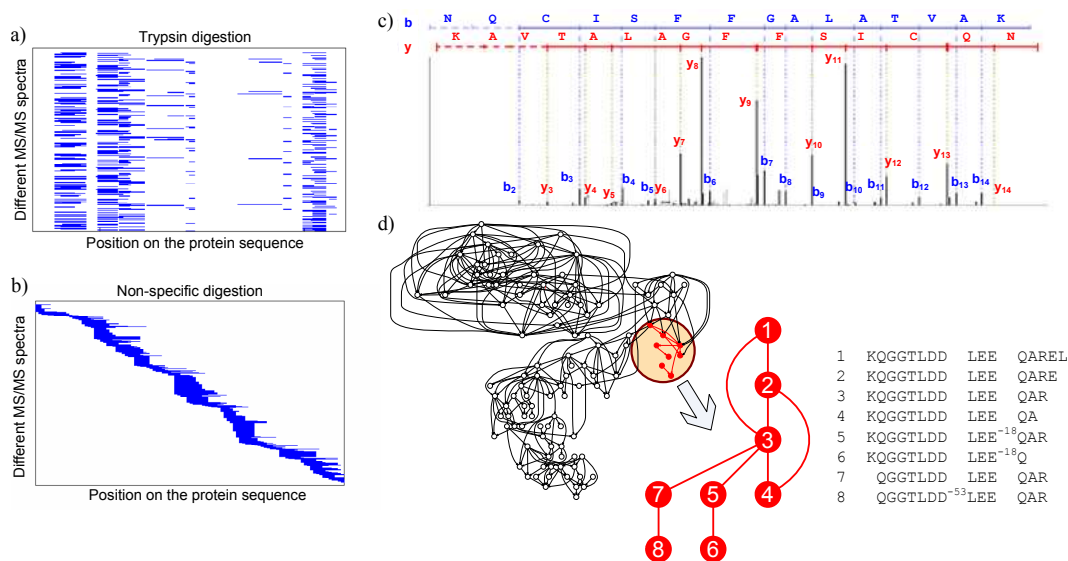 a)
Trypsin digestion
Different MS/MS spectra
Position on the protein sequence
b)
Non-specific digestion
Different MS/MS spectra
Position on the protein sequence
c)
b N Q C I S F F G A L A T V A K
K A V T A L A G F F S I C Q N
y
y8
y11
y9
y7
y10
y12
y13
b2
y3
b3
y4
y5
b4
b5
y6
b6
b7
b8
b9
b10
b11
b12
b13
b14
y14
d)
1
2
3
7
5
4
8
6
1 KQGGTLDD LEE QAREL
2 KQGGTLDD LEE QARE
3 KQGGTLDD LEE QAR
4 KQGGTLDD LEE QA
5 KQGGTLDD LEE-18QAR
6 KQGGTLDD LEE-18Q
7 QGGTLDD LEE QAR
8 QGGTLDD-53LEE QAR